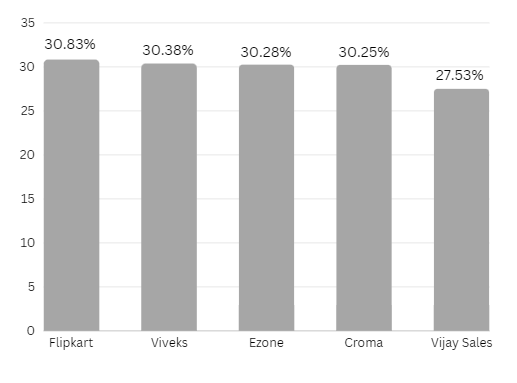 35
30.83%
30.38%
30.28%
30.25%
30
27.53%
25
20
15
10
5
0
Flipkart
Viveks
Ezone
Croma
Vijay Sales